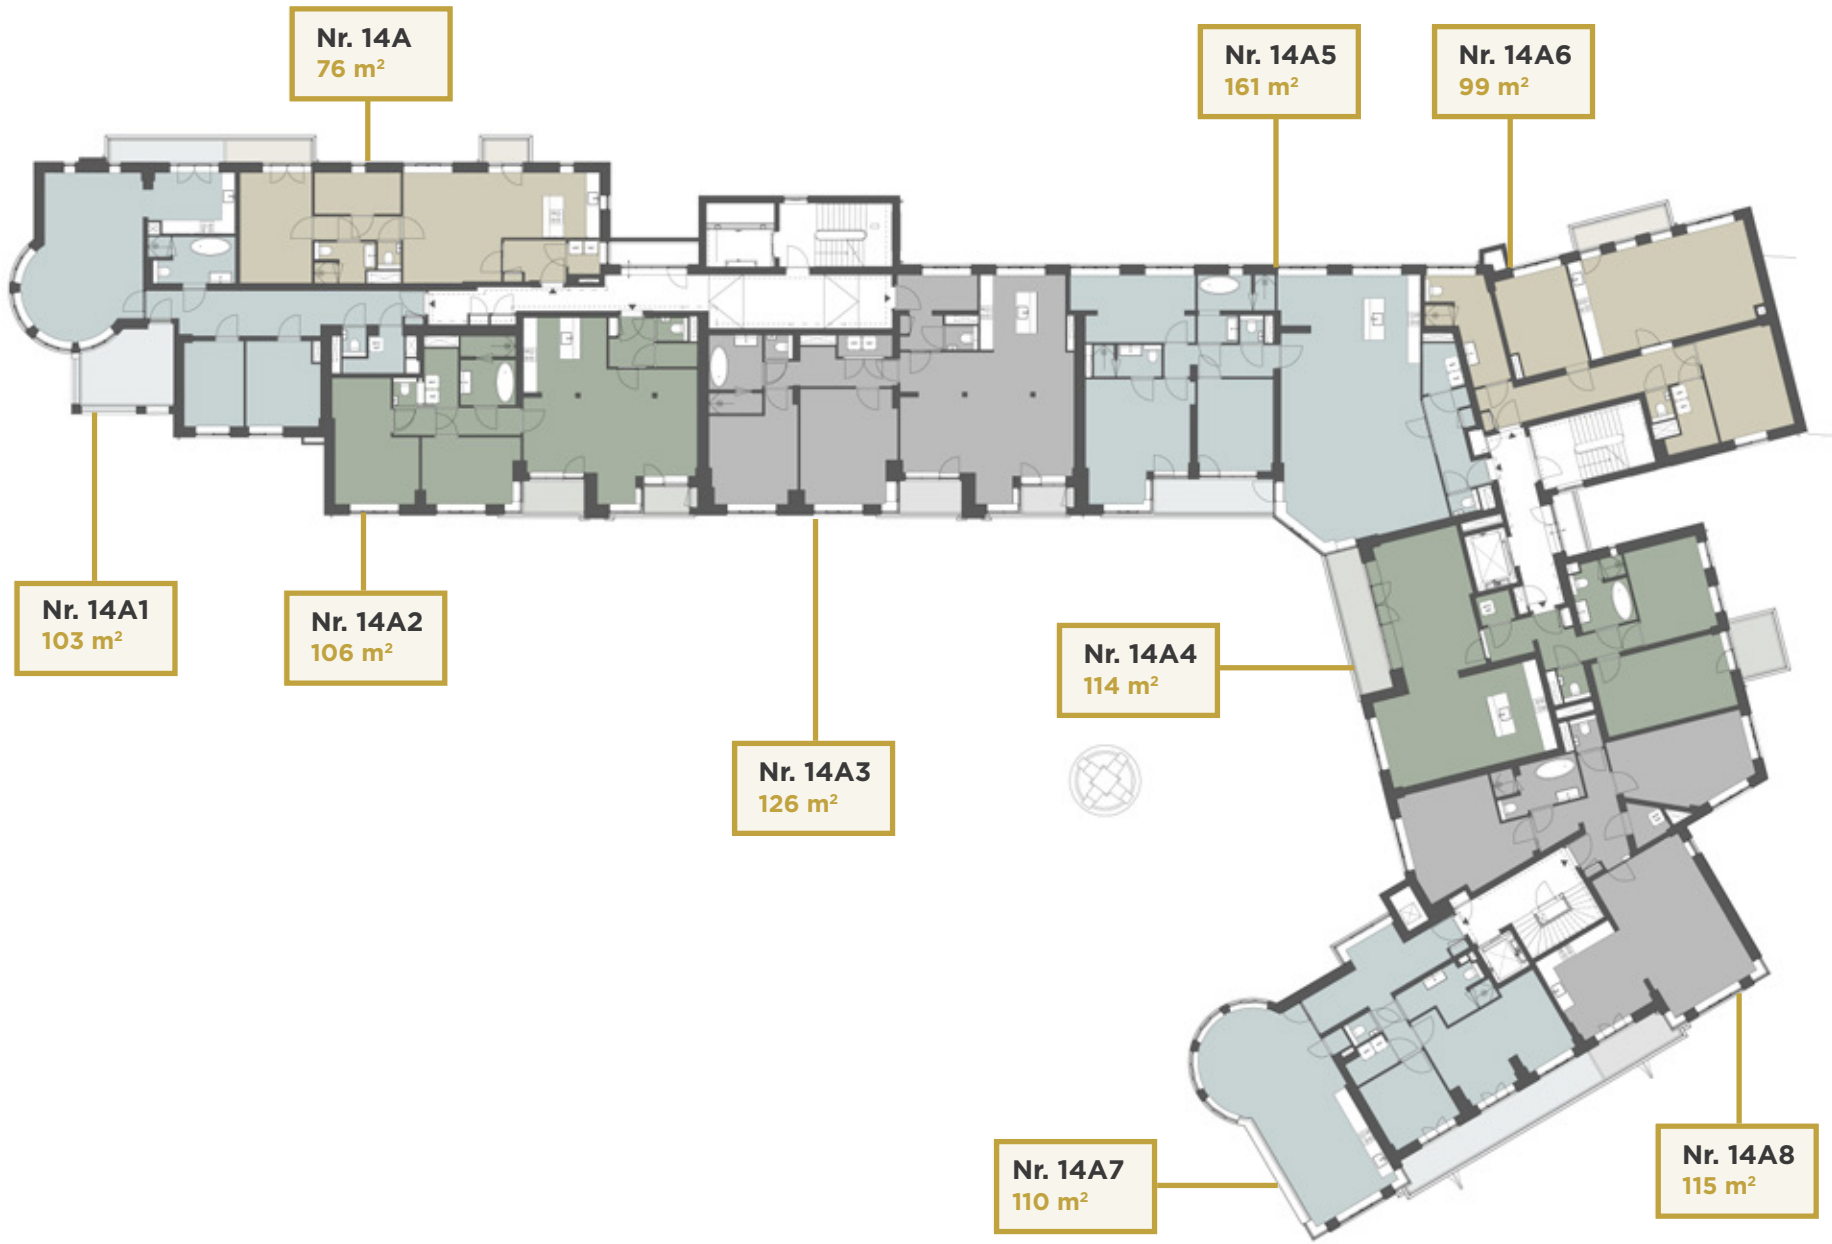 Nr. 14A
76 m²
Nr. 14A5
161 m²
Nr. 14A6
99 m²
Nr. 14A1
103 m²
Nr. 14A2
106 m²
Nr. 14A4
114 m²
Nr. 14A3
126 m²
Nr. 14A7
110 m²
Nr. 14A8
115 m²